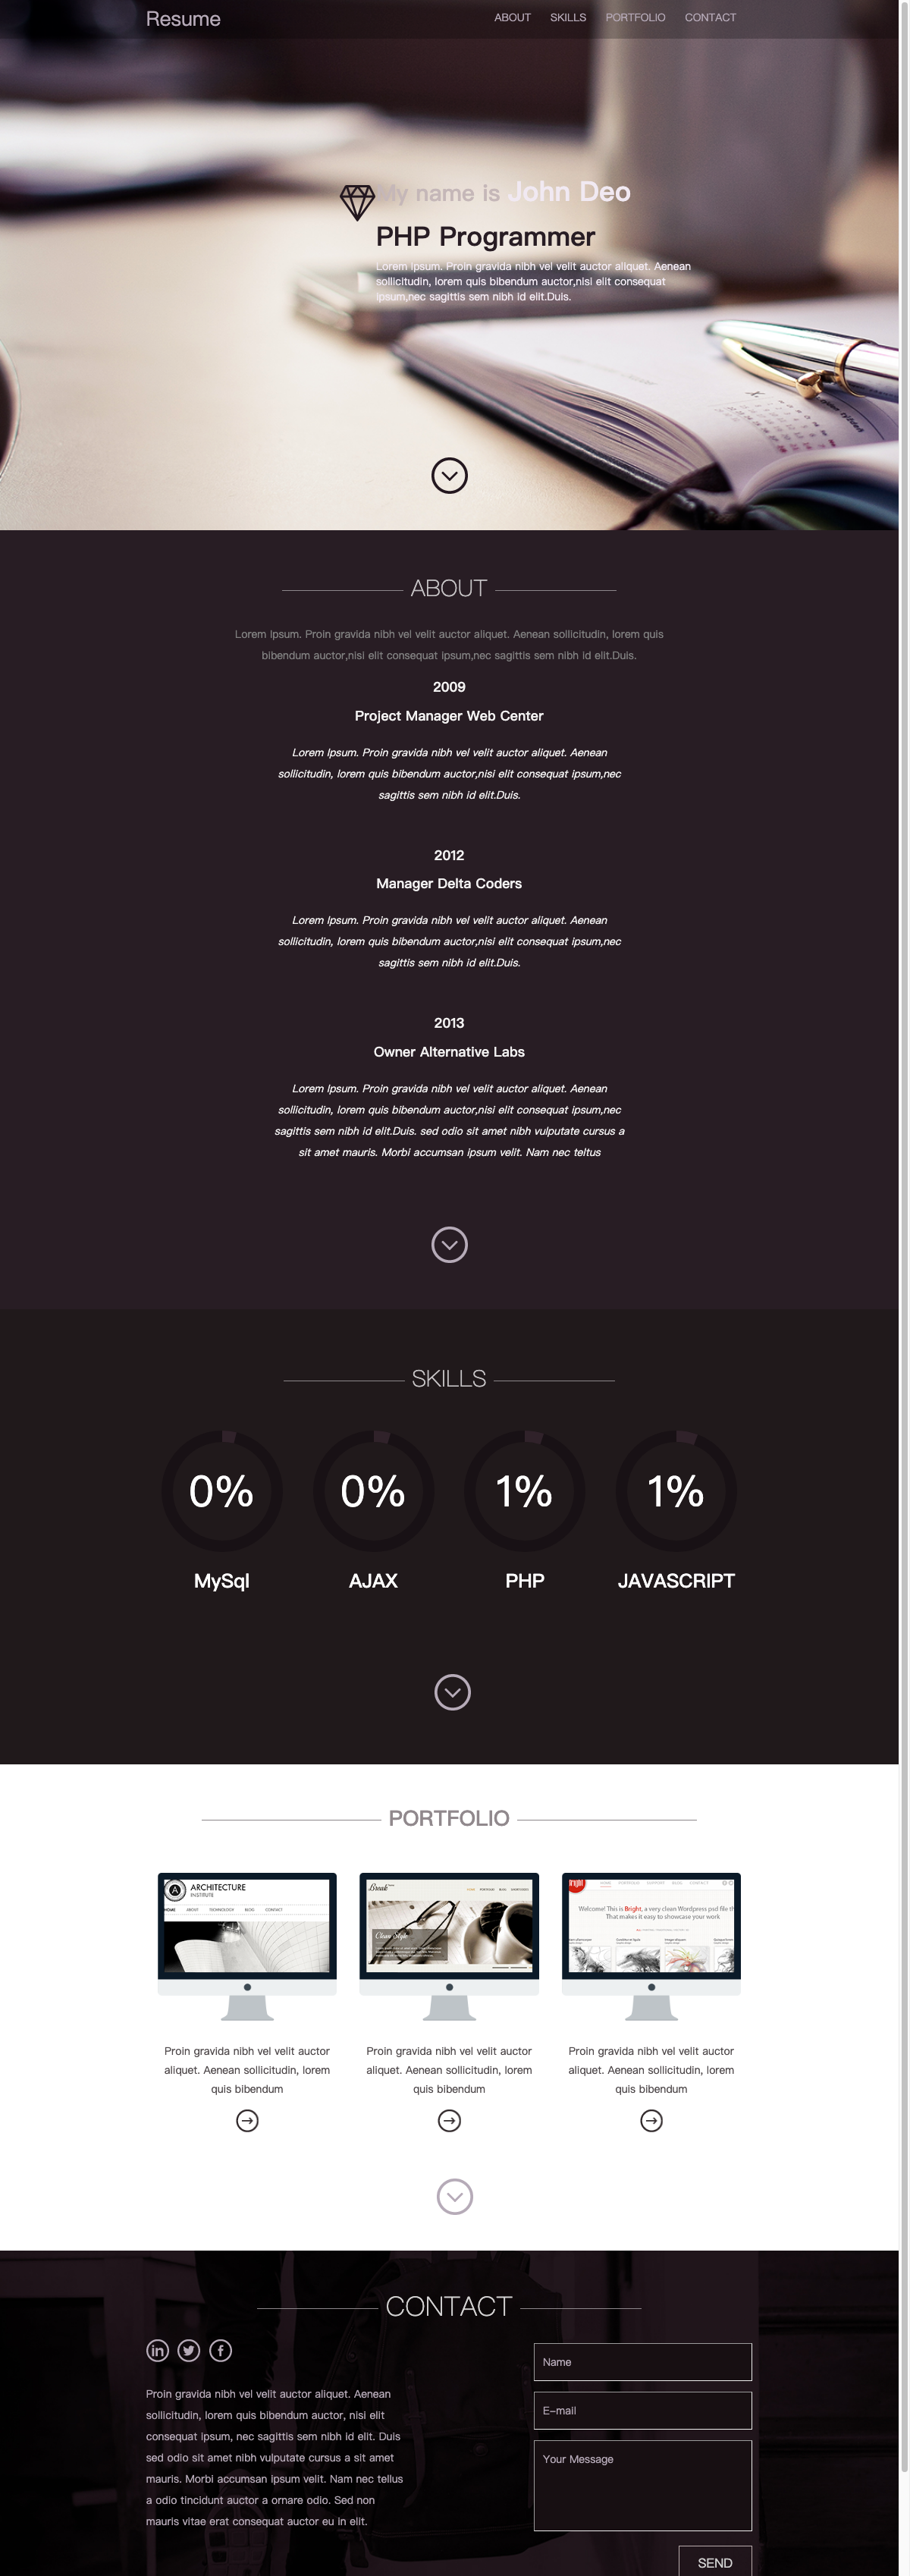 Resume
ABOUT SKILLS PORTFOLIO CONTACT
My name is John Deo
PHP Programmer
Lorem Ipsum. Proin gravida nibh vel velit auctor aliquet. Aenean
sollicitudin, lorem quis bibendum auctor,nisi elit consequat
ipsum,nec sagittis sem nibh id elit.Duis.
ABOUT
Lorem Ipsum. Proin gravida nibh vel velit auctor aliquet. Aenean sollicitudin, lorem quis
bibendum auctor,nisi elit consequat ipsum,nec sagittis sem nibh id elit.Duis.
2009
Project Manager Web Center
Lorem Ipsum. Proin gravida nibh vel velit auctor aliquet. Aenean
sollicitudin, lorem quis bibendum auctor,nisi elit consequat ipsum,nec
sagittis sem nibh id elit.Duis.
2012
Manager Delta Coders
Lorem Ipsum. Proin gravida nibh vel velit auctor aliquet. Aenean
sollicitudin, lorem quis bibendum auctor,nisi elit consequat ipsum,nec
sagittis sem nibh id elit.Duis.
2013
Owner Alternative Labs
Lorem Ipsum. Proin gravida nibh vel velit auctor aliquet. Aenean
sollicitudin, lorem quis bibendum auctor,nisi elit consequat ipsum,nec
sagittis sem nibh id elit.Duis. sed odio sit amet nibh vulputate cursus a
sit amet mauris. Morbi accumsan ipsum velit. Nam nec teltus
SKILLS
0%
MySql
0%
AJAX
1%
PHP
1%
JAVASCRIPT
PORTFOLIO
A
ARCHITECTURE
INSTITUTE
HOME ABOUT TECHNOLOGY BLOG CONTACT
Proin gravida nibh vel velit auctor
aliquet. Aenean sollicitudin, lorem
quis bibendum
Break
Clean Style
Proin gravida nibh vel velit auctor
aliquet. Aenean sollicitudin, lorem
quis bibendum
HOME PORTFOLIO SUPPORT BLOG CONTACT
Welcome! This is Bright, a very clean Wordpress psd file th
That makes it easy to showcase your work
Proin gravida nibh vel velit auctor
aliquet. Aenean sollicitudin, lorem
quis bibendum
CONTACT
in f
Proin gravida nibh vel velit auctor aliquet. Aenean
sollicitudin, lorem quis bibendum auctor, nisi elit
consequat ipsum, nec sagittis sem nibh id elit. Duis
sed odio sit amet nibh vulputate cursus a sit amet
mauris. Morbi accumsan ipsum velit. Nam nec tellus
a odio tincidunt auctor a ornare odio. Sed non
mauris vitae erat consequat auctor eu in elit.
Name
E-mail
Your Message
SEND